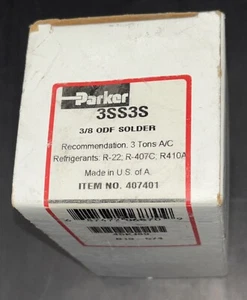 Parker
3SS3S
3/8 ODF SOLDER
Recommendation, 3 Tons A/C
Refrigerants: R-22, R-407C, R410A
Made in U.S. of A.
ITEM NO. 407401